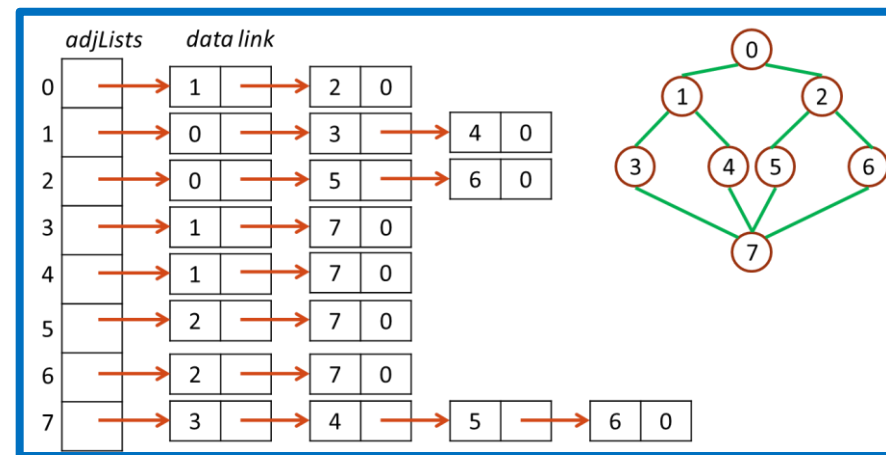 adjLists data link
0 1 2 0 0
1 0 3 4 0 1 2
2 0 5 6 0 3 4 5 6
3 1 7 0
4 1 7 0 7
5 2 7 0
6 2 7 0
7 3 4 5 6 0